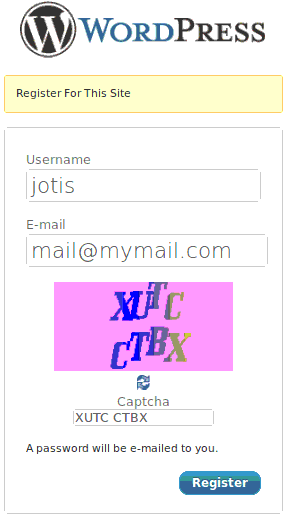 WORDPRESS
Register For This Site
Username
jotis
E-mail
mail@mymail.com
XUTC
CTBX
Captcha
XUTC CTBX
A password will be e-mailed to you.
Register